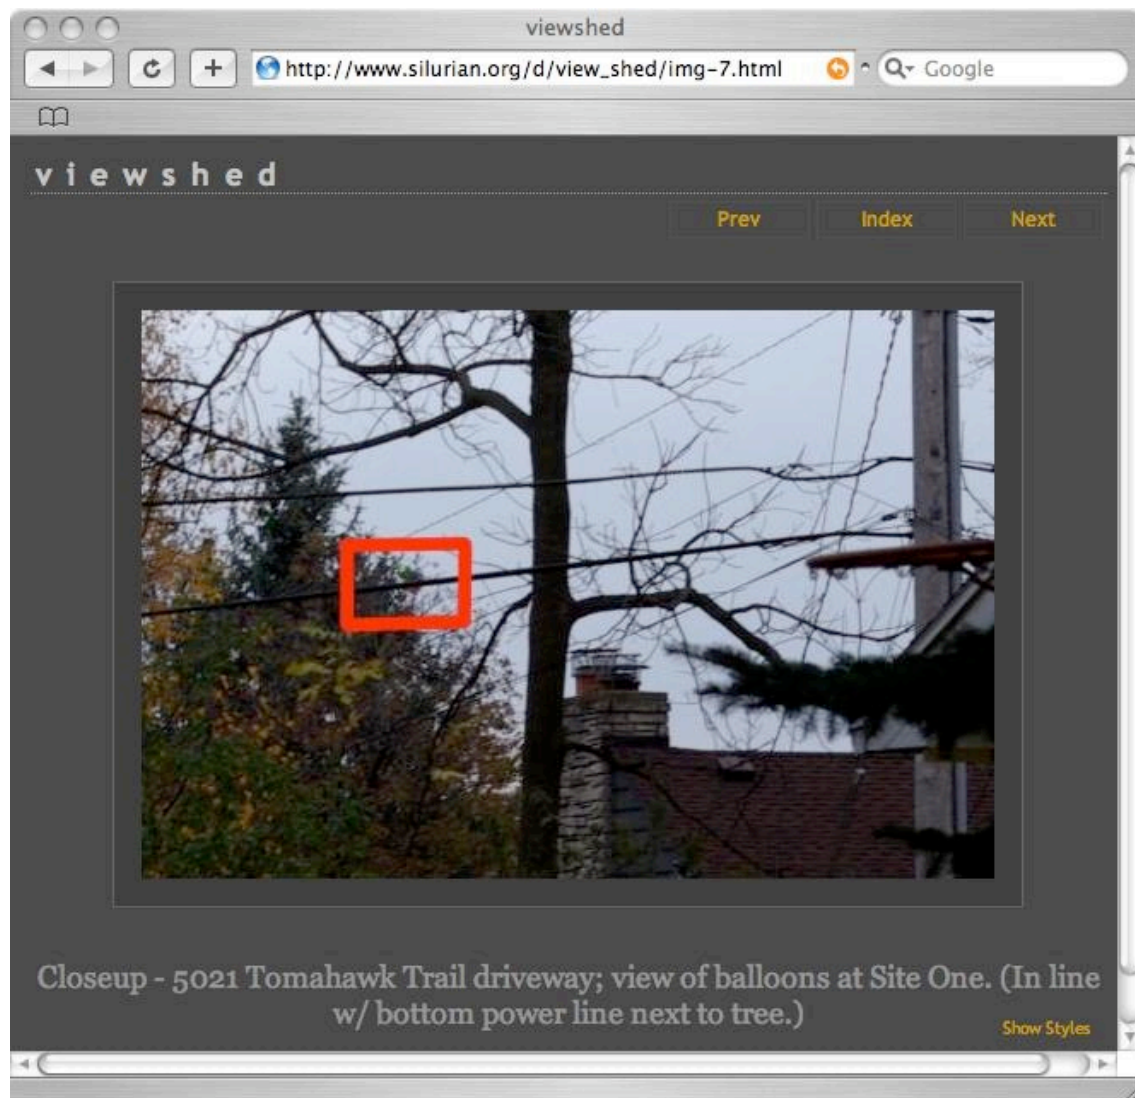 viewshed
http://www.silurian.org/d/view_shed/img-7.html
Google
viewshed
Prev
Index
Next
Closeup - 5021 Tomahawk Trail driveway; view of balloons at Site One. (In line
w/ bottom power line next to tree.)
Show Styles